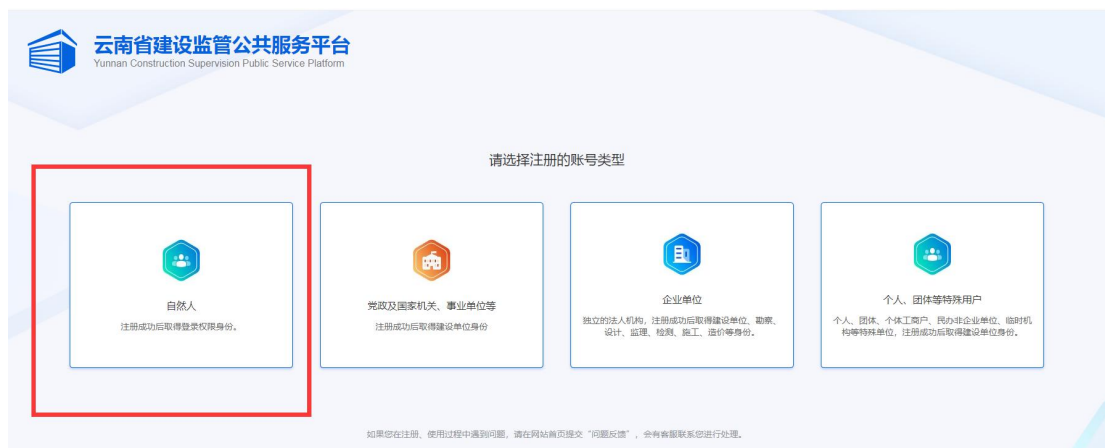 云南省建设监管公共服务平台
Yunnan Construction Supervision Public Service Platform
请选择注册的账号类型
自然人
注册成功后取得登录权限身份。
党政及国家机关、事业单位等
注册成功后取得建设单位身份
企业单位
独立的法人机构，注册成功后取得建设单位、勘察、
设计、监理、检测、施工、造价等身份。
个人、团体等特殊用户
个人、团体、个体工商户、民办非企业单位、临时机
构等特殊单位，注册成功后取得建设单位身份。
如果您在注册、使用过程中遇到问题，请在网站首页提交“问题反馈”，会有客服联系您进行处理。